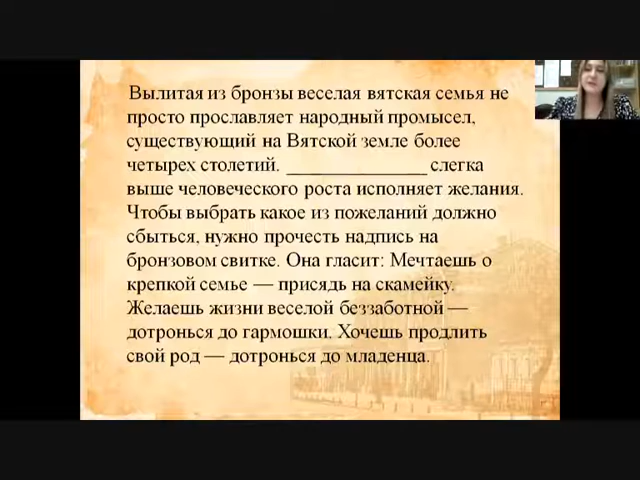 Вылитая из бронзы веселая вятская семья не
просто прославляет народный промысел,
существующий на Вятской земле более
четырех столетий. _______________ слегка
выше человеческого роста исполняет желания.
Чтобы выбрать какое из пожеланий должно
сбыться, нужно прочесть надпись на
бронзовом свитке. Она гласит: Мечтаешь о
крепкой семье — присядь на скамейку.
Желаешь жизни веселой беззаботной —
дотронься до гармошки. Хочешь продлить
свой род — дотронься до младенца.